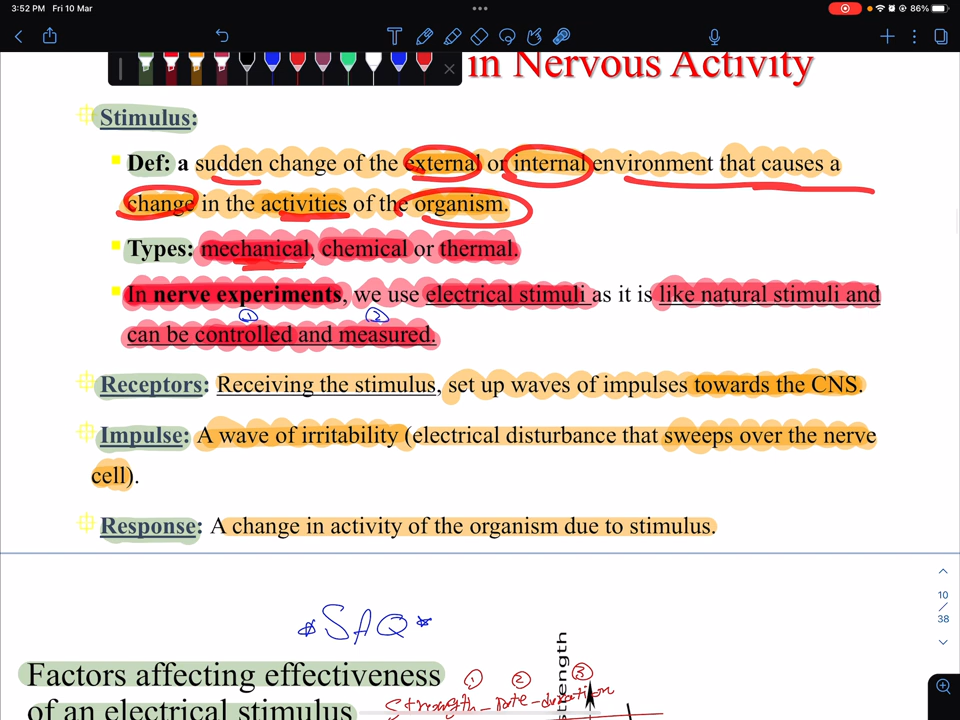 3:52 PM Fri 10 Mar
86%
in Nervous Activity
Stimulus:
Def: a sudden change of the external or internal environment that causes a
change in the activities of the organism.
Types: mechanical, chemical or thermal.
In nerve experiments, we use electrical stimuli as it is like natural stimuli and
① ②
can be controlled and measured.
Receptors: Receiving the stimulus, set up waves of impulses towards the CNS.
Impulse: A wave of irritability (electrical disturbance that sweeps over the nerve
cell).
Response: A change in activity of the organism due to stimulus.
10
/
38
*SAQ*
Factors affecting effectiveness
of an electrical stimulus
① ② ③
Strength - rate - duration
strength